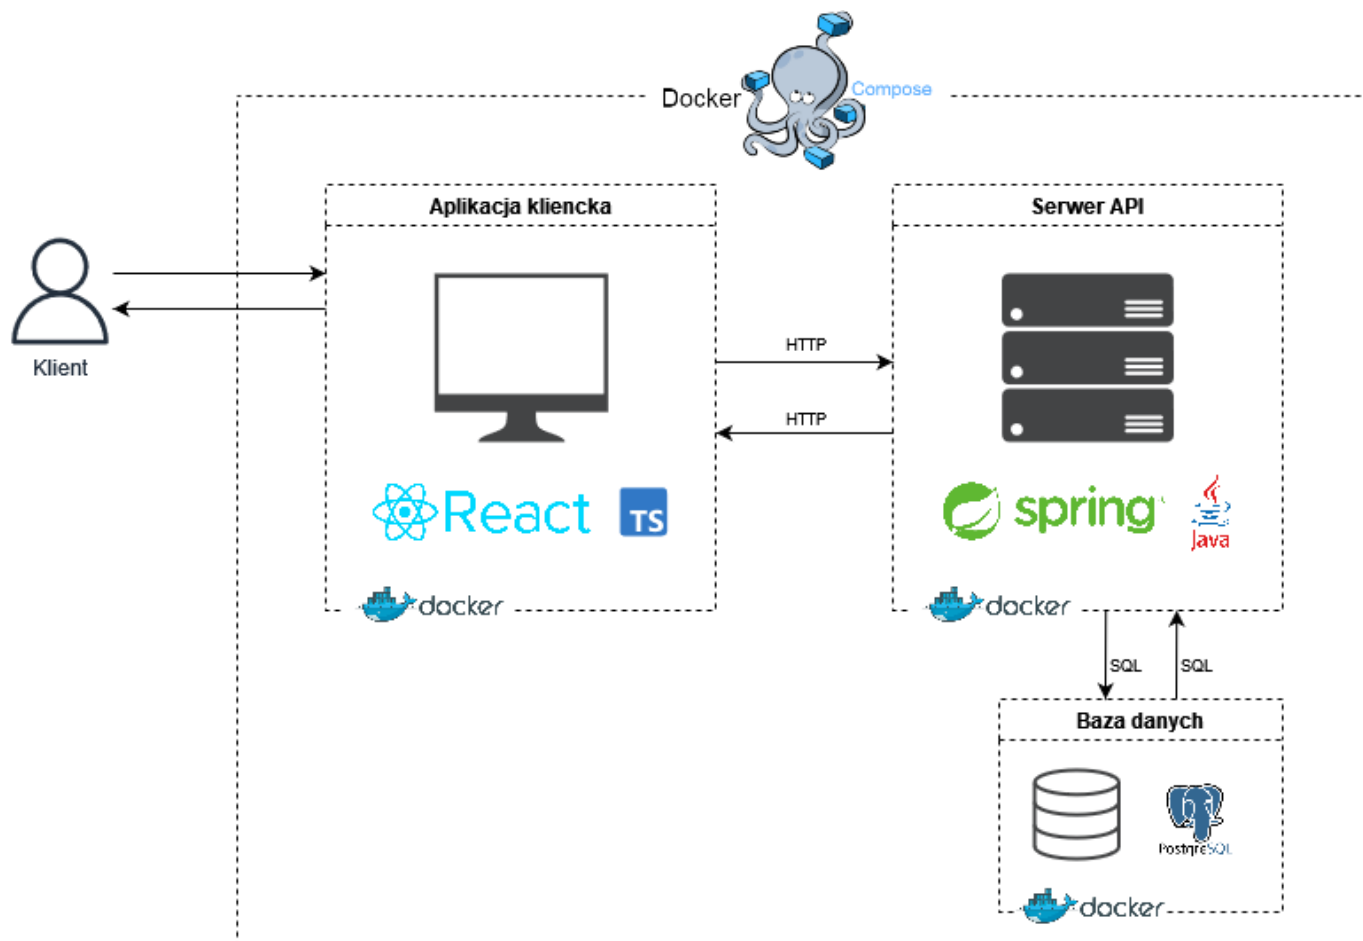 Docker
Compose
Aplikacja kliencka
Serwer API
Klient
HTTP
HTTP
React
TS
spring
Java
docker
docker
SQL
SQL
Baza danych
PostgreSQL
docker